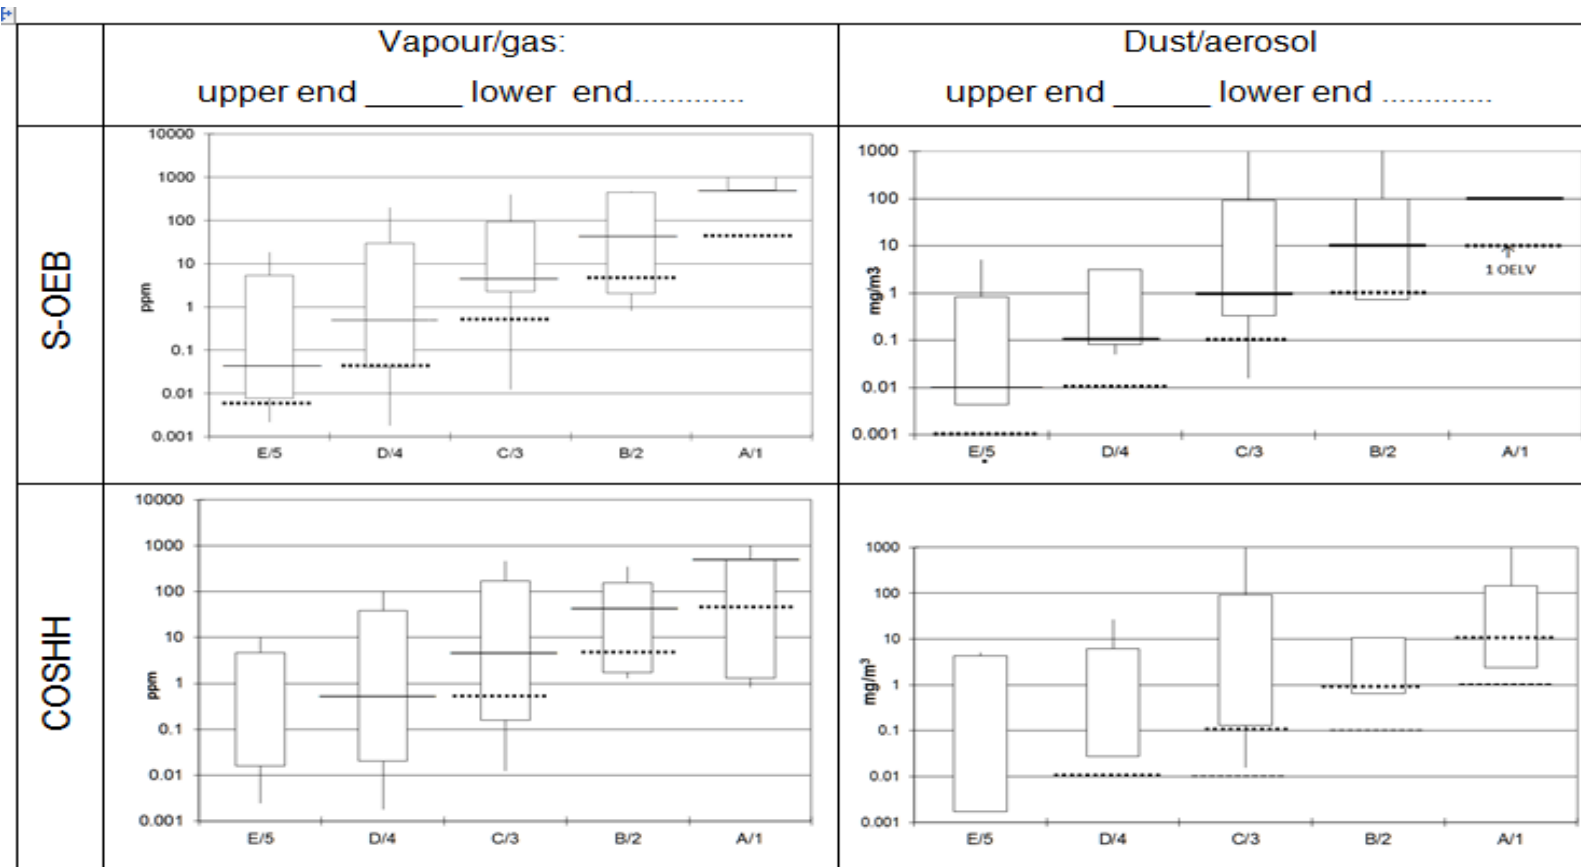 Vapour/gas:
upper end _____ lower end.............
Dust/aerosol
upper end _____ lower end .............
S-OEB
10000
1000
100
10
1
0.1
0.01
0.001
ppm
E/5
D/4
C/3
B/2
A/1
1000
100
10
1
0.1
0.01
0.001
mg/m3
1 OELV
E/5
D/4
C/3
B/2
A/1
COSHH
10000
1000
100
10
1
0.1
0.01
0.001
ppm
E/5
D/4
C/3
B/2
A/1
1000
100
10
1
0.1
0.01
0.001
mg/m³
E/5
D/4
C/3
B/2
A/1